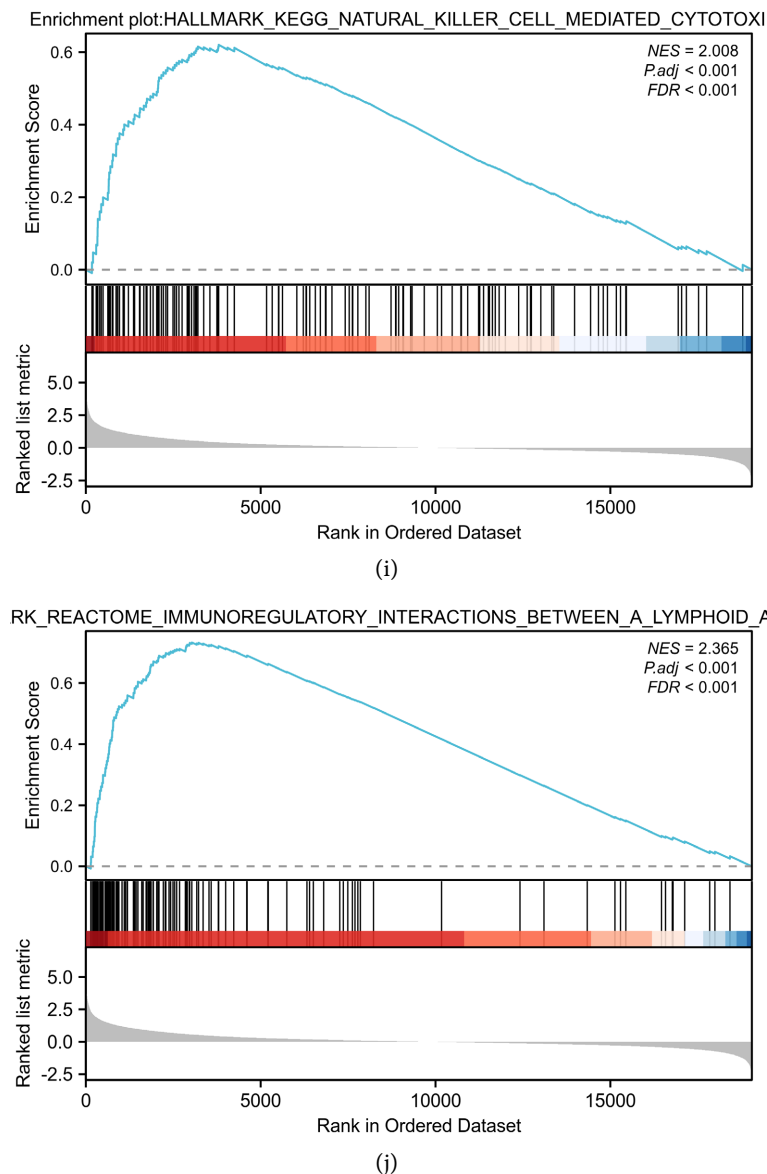 Enrichment plot:HALLMARK_KEGG_NATURAL_KILLER_CELL_MEDIATED_CYTOTOXI
NES = 2.008
P.adj < 0.001
FDR < 0.001
Enrichment Score
0.6
0.4
0.2
0.0
Ranked list metric
5.0
2.5
0.0
-2.5
0 5000 10000 15000
Rank in Ordered Dataset
(i)
RK_REACTOME_IMMUNOREGULATORY_INTERACTIONS_BETWEEN_A_LYMPHOID_A
NES = 2.365
P.adj < 0.001
FDR < 0.001
Enrichment Score
0.6
0.4
0.2
0.0
Ranked list metric
5.0
2.5
0.0
-2.5
0 5000 10000 15000
Rank in Ordered Dataset
(j)